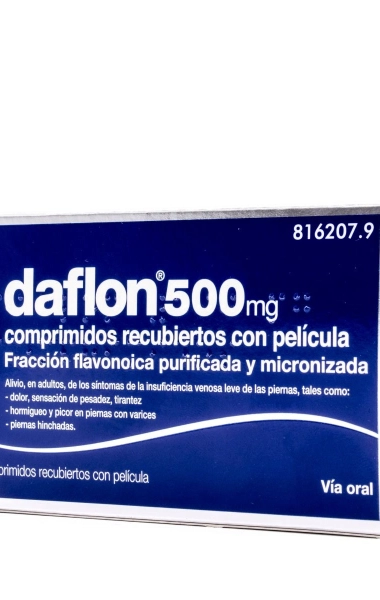 816207.9
daflon® 500 mg
comprimidos recubiertos con película
Fracción flavonoica purificada y micronizada
Alivio, en adultos, de los síntomas de la insuficiencia venosa leve de las piernas, tales como:
- dolor, sensación de pesadez, tirantez
- hormigueo y picor en piernas con varices
- piernas hinchadas.
primidos recubiertos con película
Vía oral